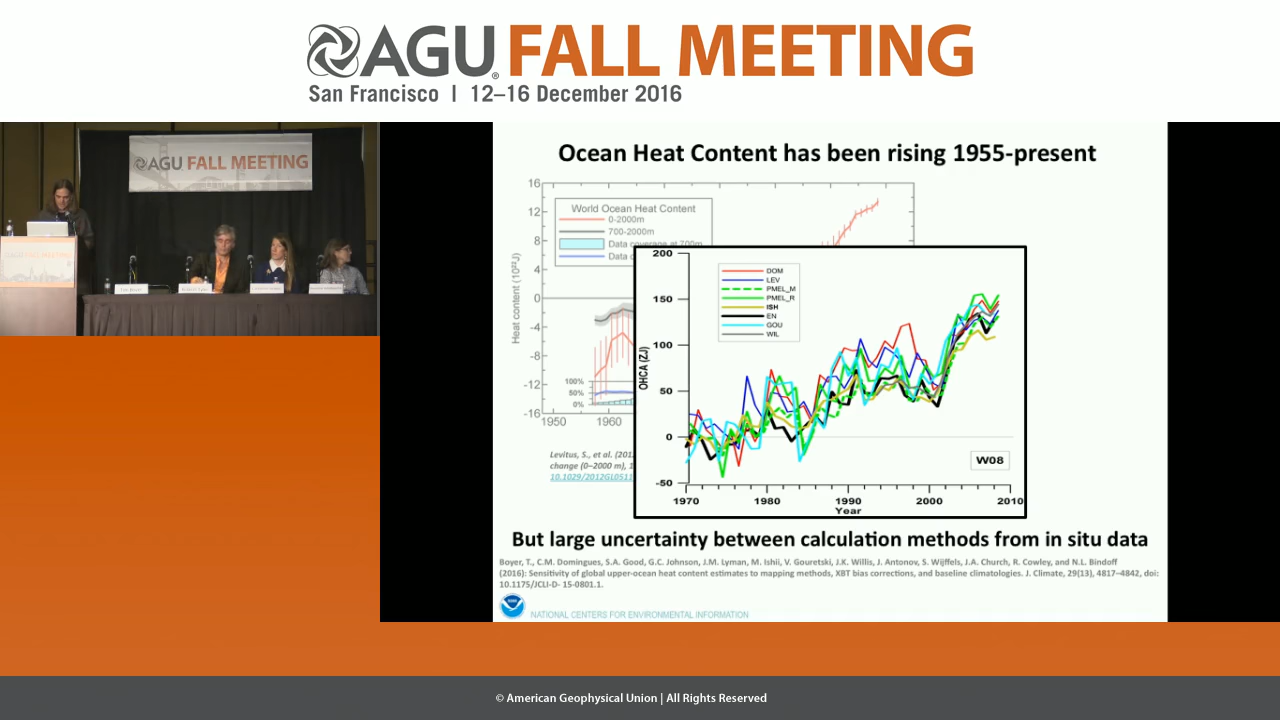 AGU® FALL MEETING
San Francisco | 12–16 December 2016
AGU FALL MEETING
Ocean Heat Content has been rising 1955-present
16
12
8
4
0
-4
-8
-12
-16
Heat content (10²²J)
World Ocean Heat Content
0-2000m
700-2000m
Data coverage at 700m
Data c
100%
50%
0%
1950
1960
200
150
100
50
0
-50
OHCA (ZJ)
DOM
LEV
PMEL_M
PMEL_R
ISH
EN
GOU
WIL
W08
1970
1980
1990
2000
2010
Year
Levitus, S., et al. (201
change (0–2000 m), 1
10.1029/2012GL0511
But large uncertainty between calculation methods from in situ data
Boyer, T., C.M. Domingues, S.A. Good, G.C. Johnson, J.M. Lyman, M. Ishii, V. Gouretski, J.K. Willis, J. Antonov, S. Wijffels, J.A. Church, R. Cowley, and N.L. Bindoff
(2016): Sensitivity of global upper-ocean heat content estimates to mapping methods, XBT bias corrections, and baseline climatologies. J. Climate, 29(13), 4817–4842, doi:
10.1175/JCLI-D- 15-0801.1.
NATIONAL CENTERS FOR ENVIRONMENTAL INFORMATION
© American Geophysical Union | All Rights Reserved